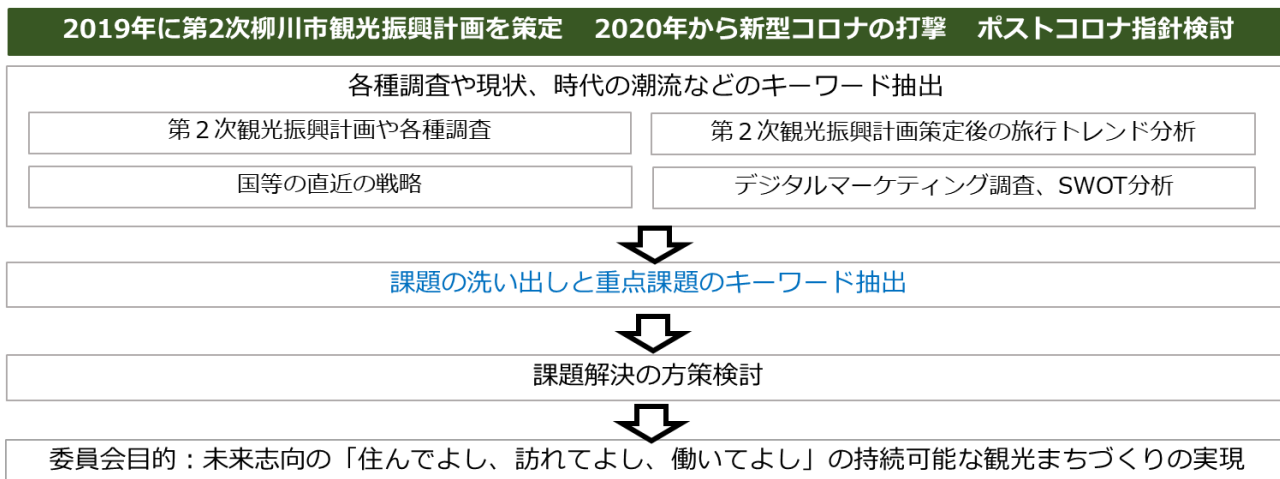 2019年に第2次柳川市観光振興計画を策定　2020年から新型コロナの打撃　ポストコロナ指針検討
各種調査や現状、時代の潮流などのキーワード抽出
第２次観光振興計画や各種調査
第２次観光振興計画策定後の旅行トレンド分析
国等の直近の戦略
デジタルマーケティング調査、SWOT分析
課題の洗い出しと重点課題のキーワード抽出
課題解決の方策検討
委員会目的：未来志向の「住んでよし、訪れてよし、働いてよし」の持続可能な観光まちづくりの実現